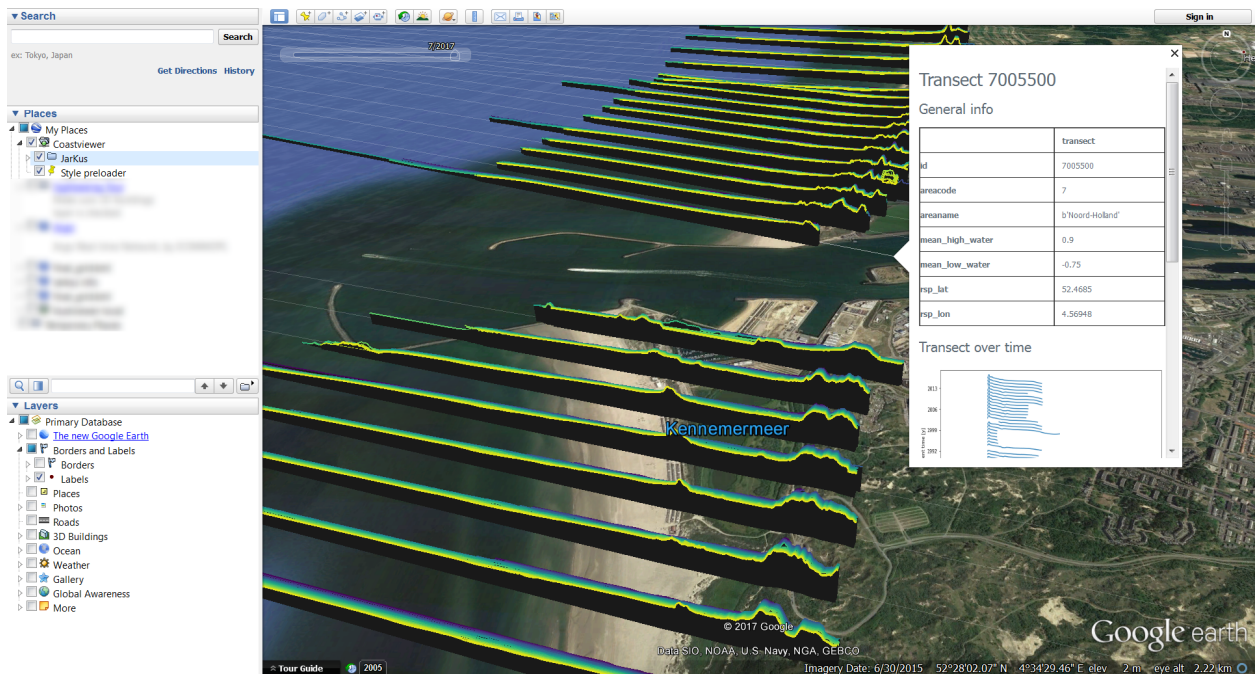 ▼ Search
Search
ex: Tokyo, Japan
Get Directions History
▼ Places
My Places
Coastviewer
JarKus
Style preloader
▼ Layers
Primary Database
The new Google Earth
Borders and Labels
Borders
Labels
Places
Photos
Roads
3D Buildings
Ocean
Weather
Gallery
Global Awareness
More
Sign in
7/2017
N
Transect 7005500
General info
transect
id 7005500
areacode 7
areaname b'Noord-Holland'
mean_high_water 0.9
mean_low_water -0.75
rsp_lat 52.4685
rsp_lon 4.56948
Transect over time
2013
2006
1999
1992
Kennemermeer
© 2017 Google
Data SIO, NOAA, U.S. Navy, NGA, GEBCO
Google earth
Tour Guide 2005
Imagery Date: 6/30/2015 52°28'02.07" N 4°34'29.46" E elev 2 m eye alt 2.22 km